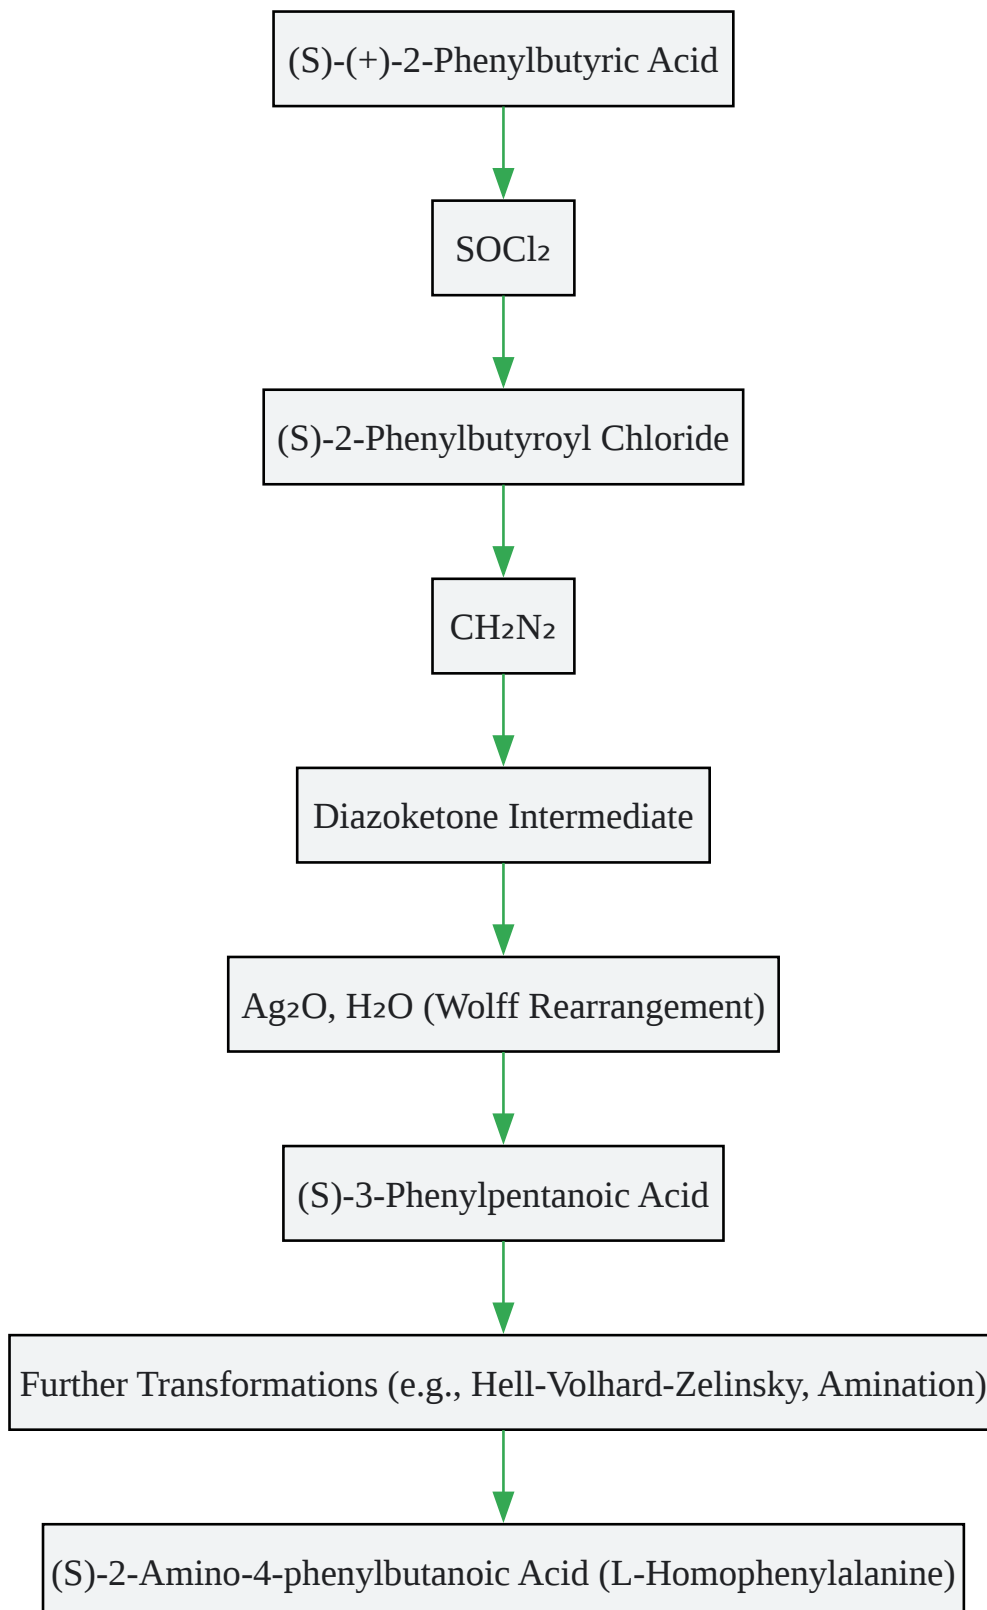 (S)-(+)-2-Phenylbutyric Acid
SOCl₂
(S)-2-Phenylbutyroyl Chloride
CH₂N₂
Diazoketone Intermediate
Ag₂O, H₂O (Wolff Rearrangement)
(S)-3-Phenylpentanoic Acid
Further Transformations (e.g., Hell-Volhard-Zelinsky, Amination)
(S)-2-Amino-4-phenylbutanoic Acid (L-Homophenylalanine)